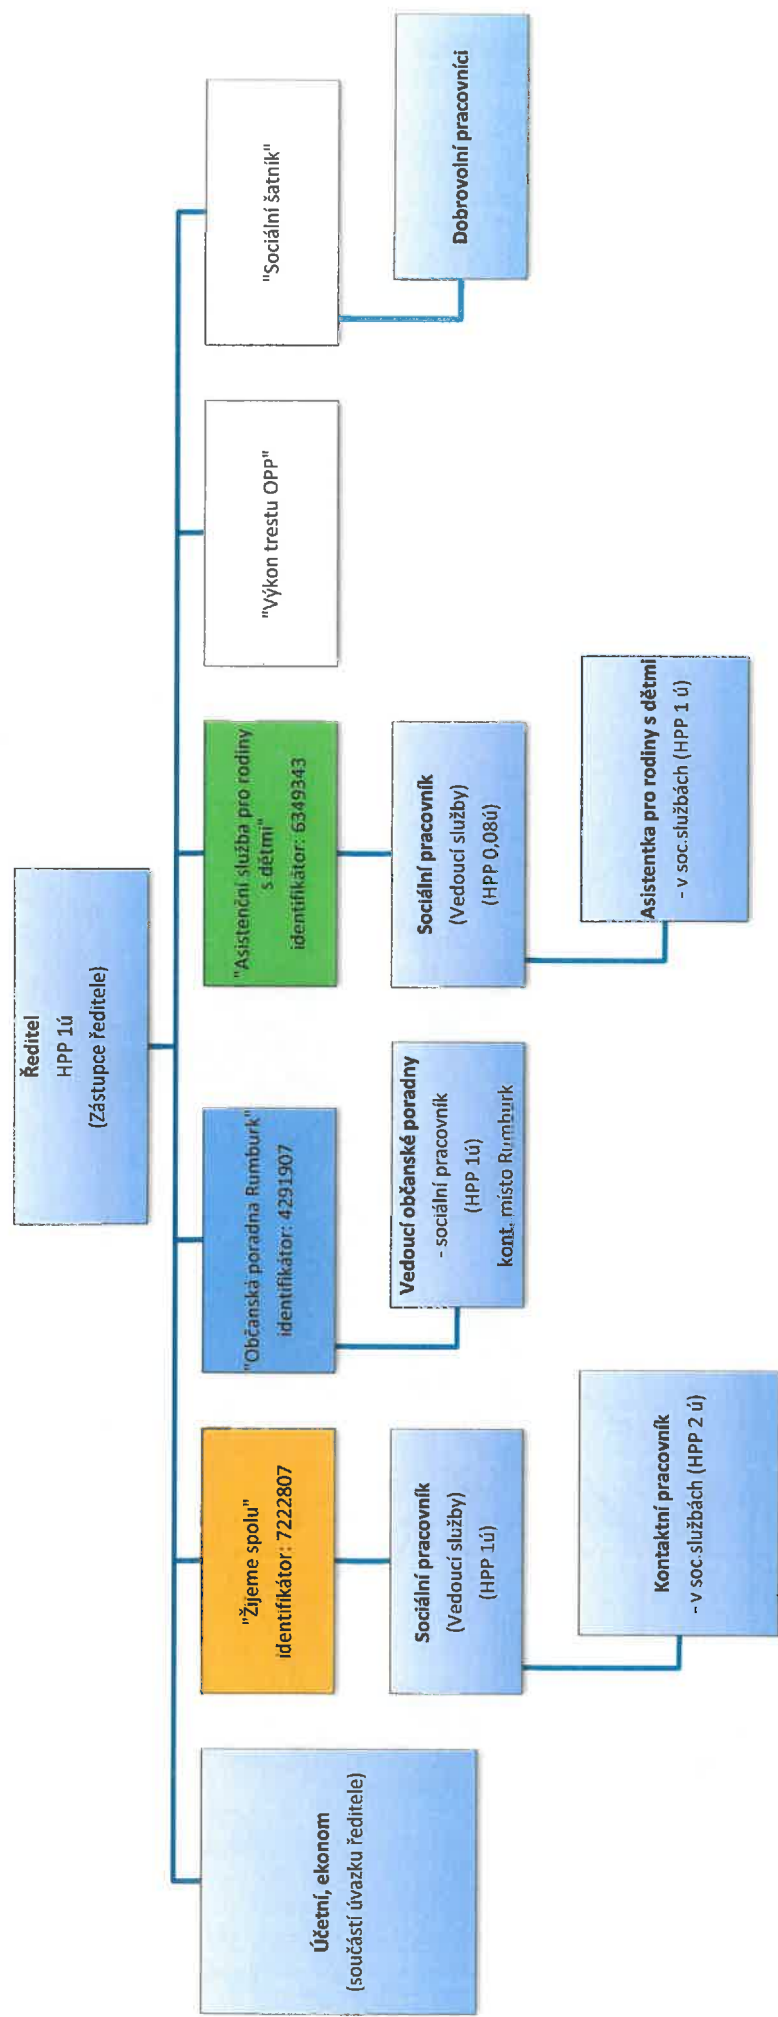 Ředitel
HPP 1ú
(Zástupce ředitele)
Účetní, ekonom
(součástí úvazku ředitele)
"Žijeme spolu"
identifikátor: 7222807
Sociální pracovník
(Vedoucí služby)
(HPP 1ú)
Kontaktní pracovník
- v soc.službách (HPP 2 ú)
"Občanská poradna Rumburk"
identifikátor: 4291907
Vedoucí občanské poradny
- sociální pracovník
(HPP 1ú)
kont. místo Rumburk
"Asistenční služba pro rodiny
s dětmi"
identifikátor: 6349343
Sociální pracovník
(Vedoucí služby)
(HPP 0,08ú)
Asistentka pro rodiny s dětmi
- v soc.službách (HPP 1 ú)
"Výkon trestu OPP"
"Sociální šatník"
Dobrovolní pracovníci